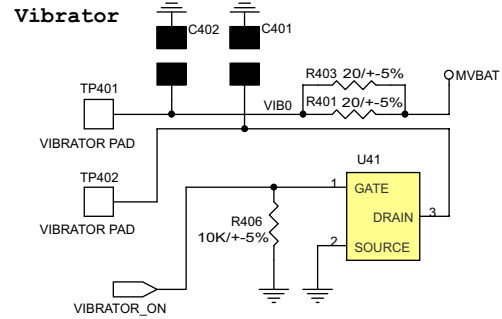 Vibrator
C402
C401
R403 20/+-5%
MVBAT
TP401
VIB0
R401 20/+-5%
VIBRATOR PAD
U41
TP402
1 GATE
DRAIN 3
R406
10K/+-5%
2 SOURCE
VIBRATOR PAD
VIBRATOR_ON